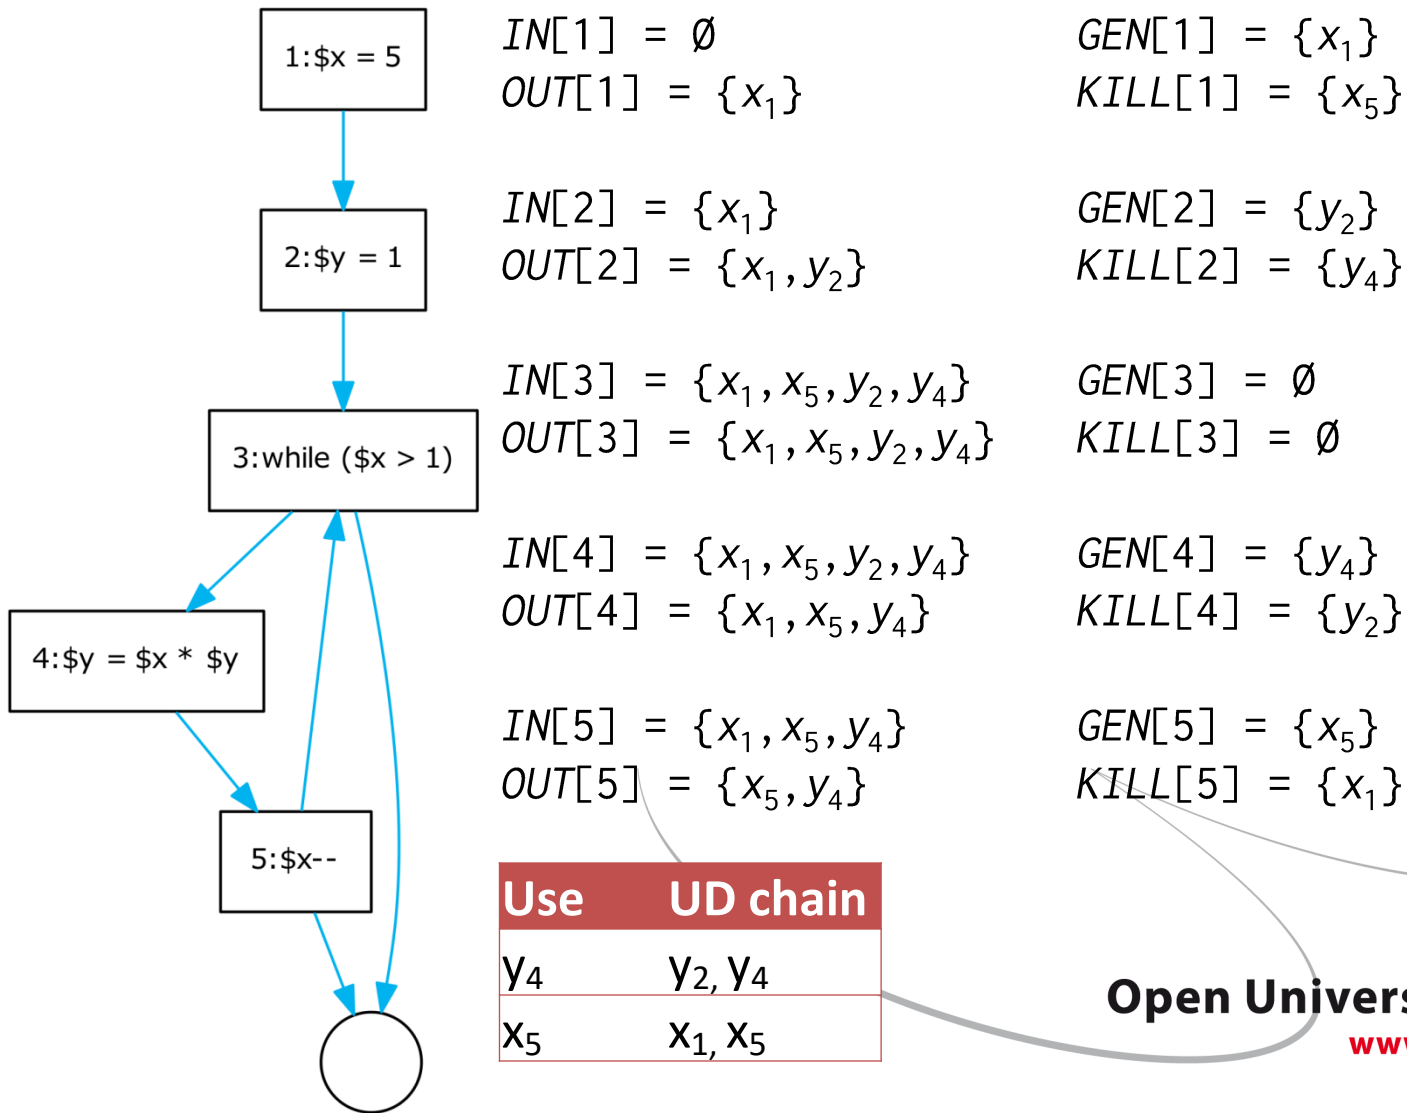 1:$x = 5
2:$y = 1
3:while ($x > 1)
4:$y = $x * $y
5:$x--
IN[1] = Ø
OUT[1] = {x₁}
IN[2] = {x₁}
OUT[2] = {x₁,y₂}
IN[3] = {x₁,x₅,y₂,y₄}
OUT[3] = {x₁,x₅,y₂,y₄}
IN[4] = {x₁,x₅,y₂,y₄}
OUT[4] = {x₁,x₅,y₄}
IN[5] = {x₁,x₅,y₄}
OUT[5] = {x₅,y₄}
GEN[1] = {x₁}
KILL[1] = {x₅}
GEN[2] = {y₂}
KILL[2] = {y₄}
GEN[3] = Ø
KILL[3] = Ø
GEN[4] = {y₄}
KILL[4] = {y₂}
GEN[5] = {x₅}
KILL[5] = {x₁}
Use UD chain
y₄ y₂, y₄
x₅ x₁, x₅
Open Univers
www